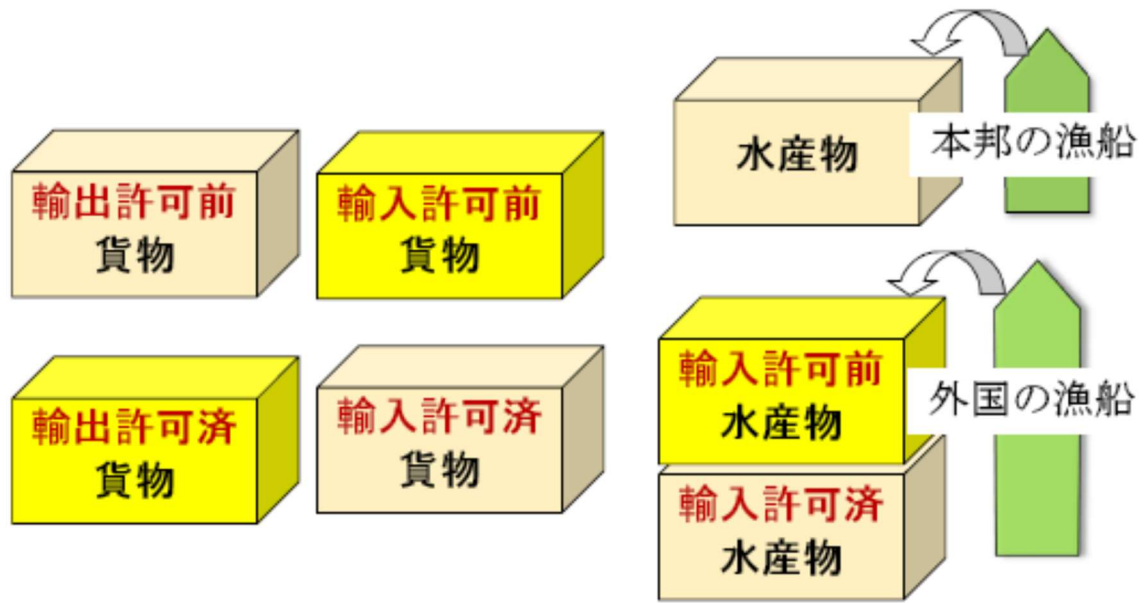 輸出許可前
貨物
輸入許可前
貨物
輸出許可済
貨物
輸入許可済
貨物
水産物
本邦の漁船
輸入許可前
水産物
外国の漁船
輸入許可済
水産物